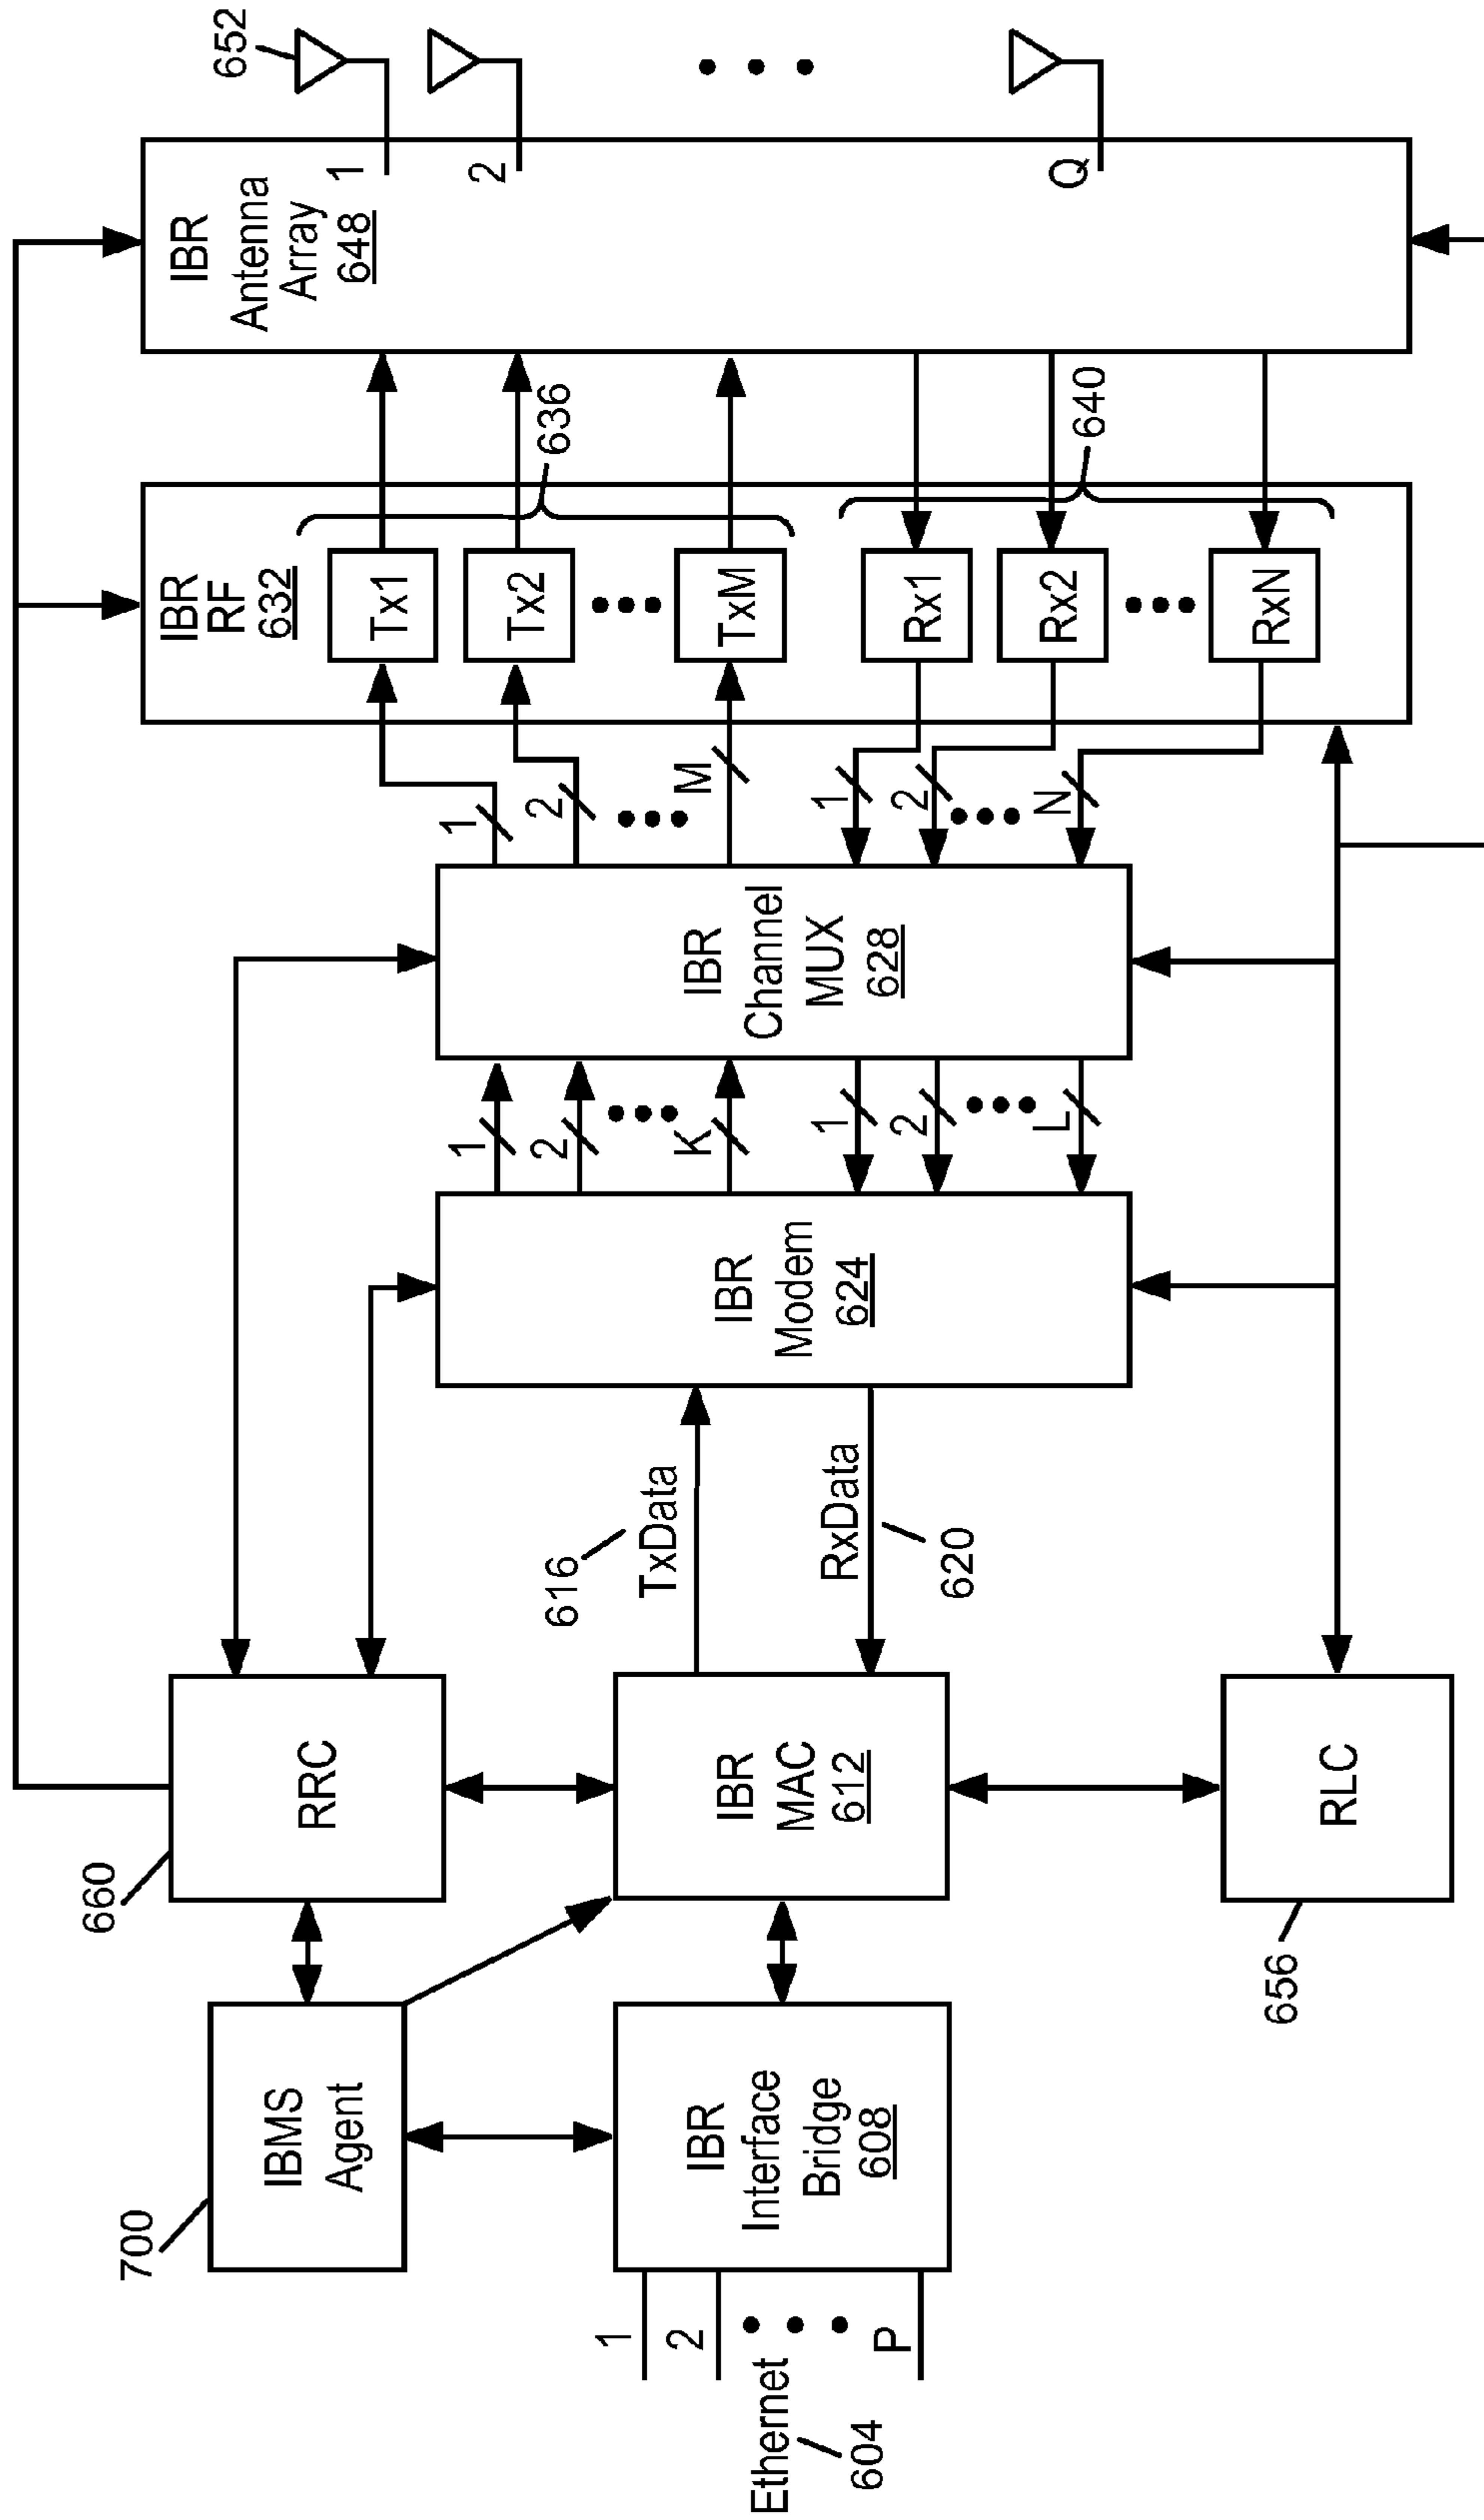 700
IBMS
Agent
660
RRC
Ethernet
604
1
2
P
IBR
Interface
Bridge
608
IBR
MAC
612
656
RLC
616
TxData
RxData
620
IBR
Modem
624
1
2
K
1
2
L
IBR
Channel
MUX
628
1
2
M
1
2
N
IBR
RF
632
Tx1
Tx2
TxM
Rx1
Rx2
RxN
636
640
IBR
Antenna
Array
648
1
2
Q
652